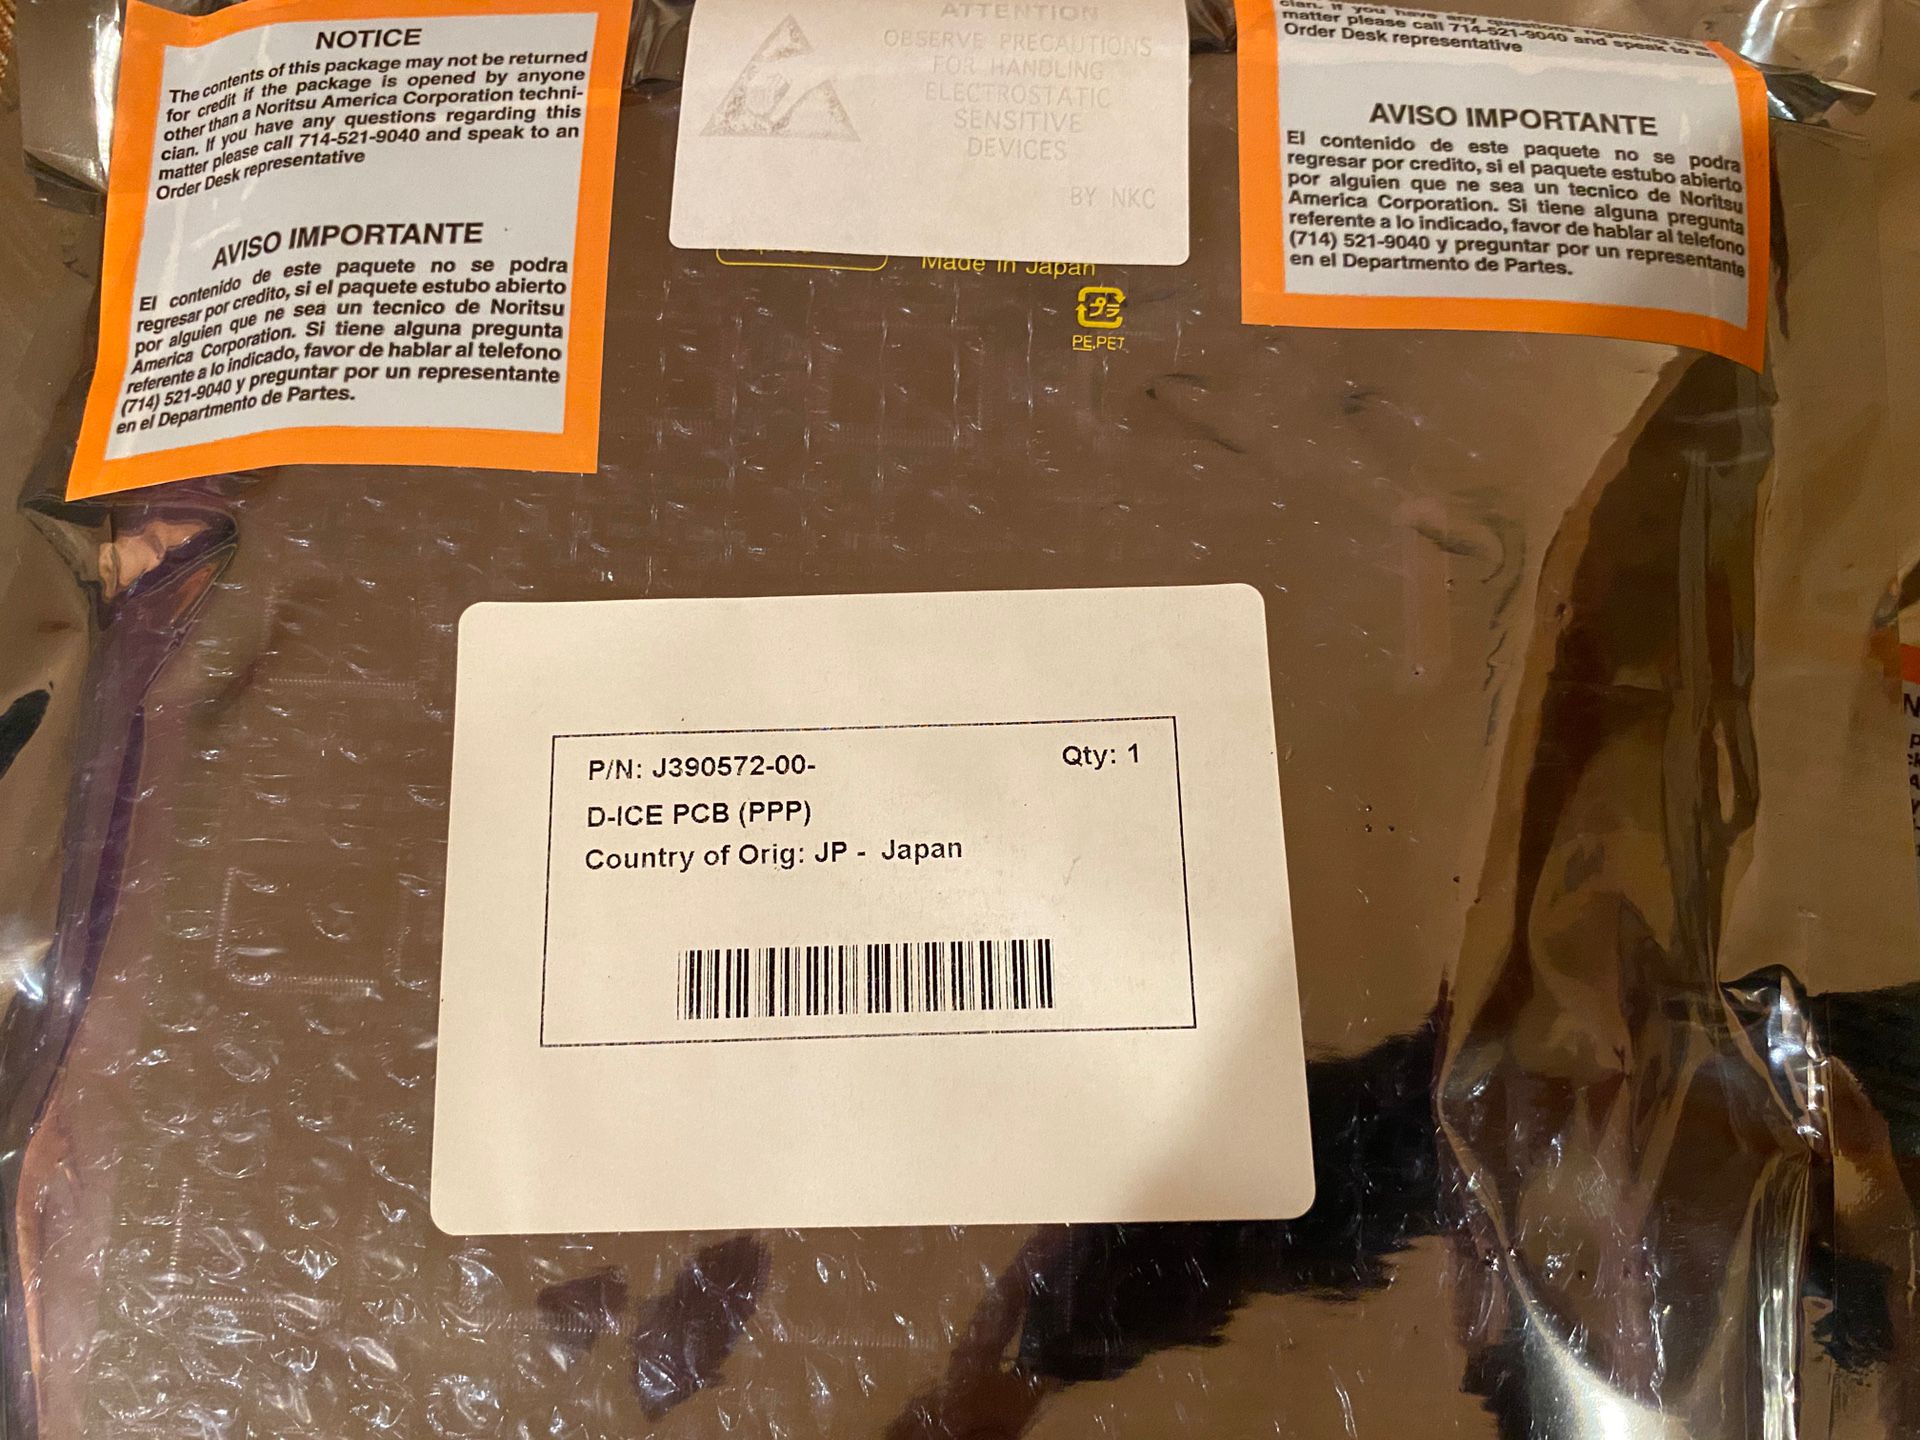 NOTICE
The contents of this package may not be returned
for credit if the package is opened by anyone
other than a Noritsu America Corporation techni-
cian. If you have any questions regarding this
matter please call 714-521-9040 and speak to an
Order Desk representative
AVISO IMPORTANTE
El contenido de este paquete no se podra
regresar por credito, si el paquete estubo abierto
por alguien que ne sea un tecnico de Noritsu
America Corporation. Si tiene alguna pregunta
referente a lo indicado, favor de hablar al telefono
(714) 521-9040 y preguntar por un representante
en el Departmento de Partes.
ATTENTION
OBSERVE PRECAUTIONS
FOR HANDLING
ELECTROSTATIC
SENSITIVE
DEVICES
BY NKC
Made in Japan
プラ
PE,PET
cian. If you have any questions regarding this
matter please call 714-521-9040 and speak to an
Order Desk representative
AVISO IMPORTANTE
El contenido de este paquete no se podra
regresar por credito, si el paquete estubo abierto
por alguien que ne sea un tecnico de Noritsu
America Corporation. Si tiene alguna pregunta
referente a lo indicado, favor de hablar al telefono
(714) 521-9040 y preguntar por un representante
en el Departmento de Partes.
P/N: J390572-00-
Qty: 1
D-ICE PCB (PPP)
Country of Orig: JP - Japan